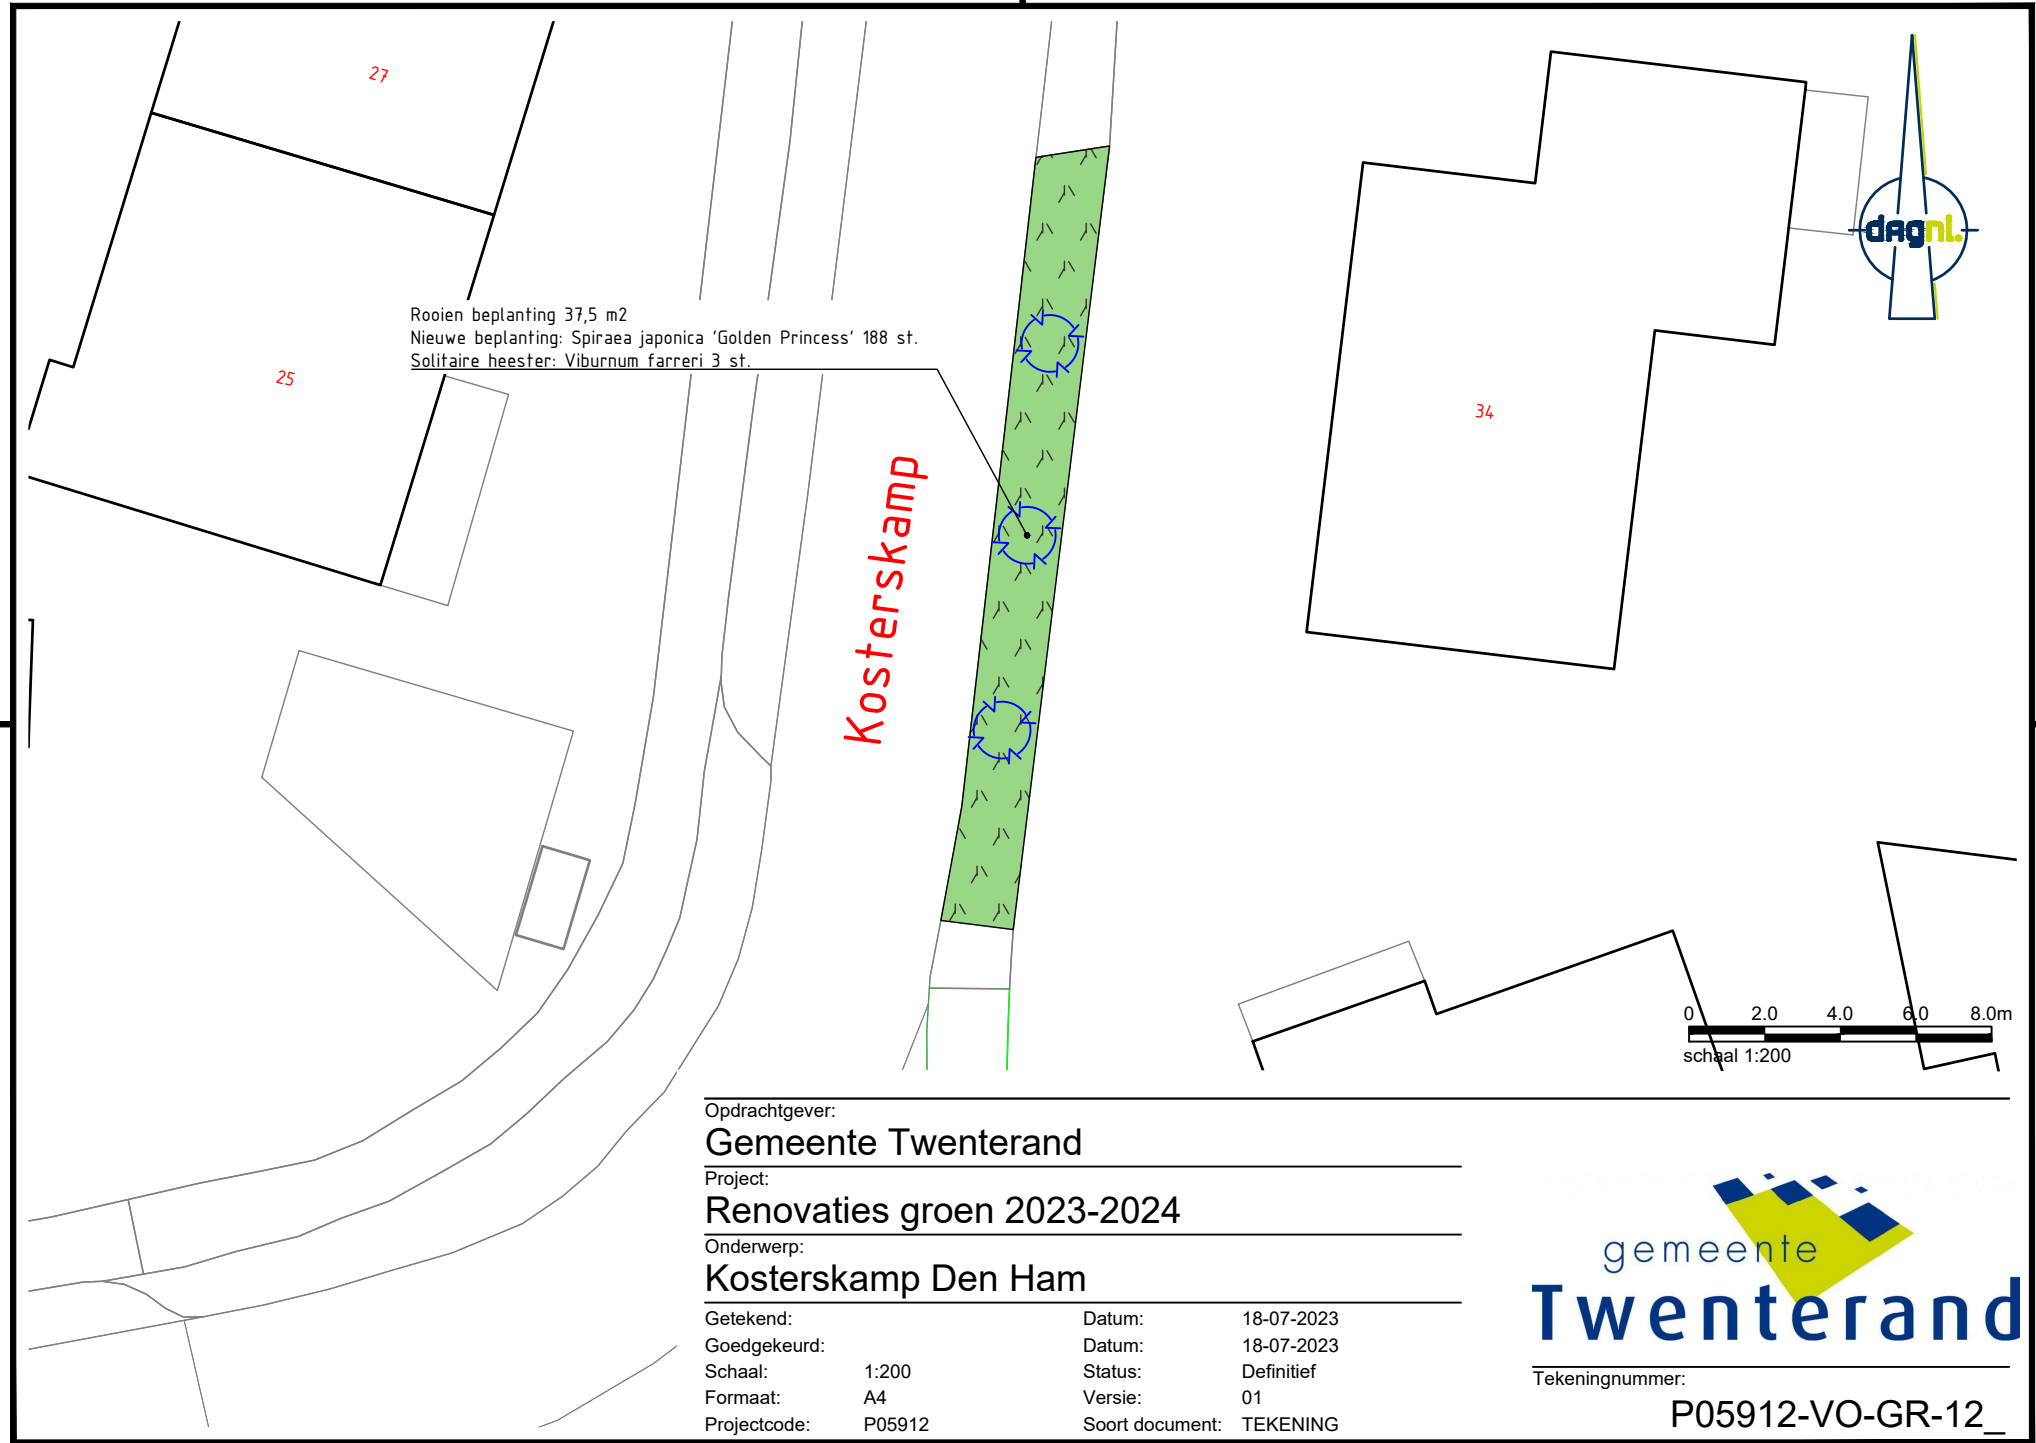 27
dagnl.
Rooien beplanting 37,5 m2
Nieuwe beplanting: Spiraea japonica 'Golden Princess' 188 st.
Solitaire heester: Viburnum farreri 3 st.
25
34
Kosterskamp
0 2.0 4.0 6.0 8.0m
schaal 1:200
Opdrachtgever:
Gemeente Twenterand
Project:
Renovaties groen 2023-2024
Onderwerp:
Kosterskamp Den Ham
Getekend: Datum: 18-07-2023
Goedgekeurd: Datum: 18-07-2023
Schaal: 1:200 Status: Definitief
Formaat: A4 Versie: 01
Projectcode: P05912 Soort document: TEKENING
gemeente
Twenterand
Tekeningnummer:
P05912-VO-GR-12_